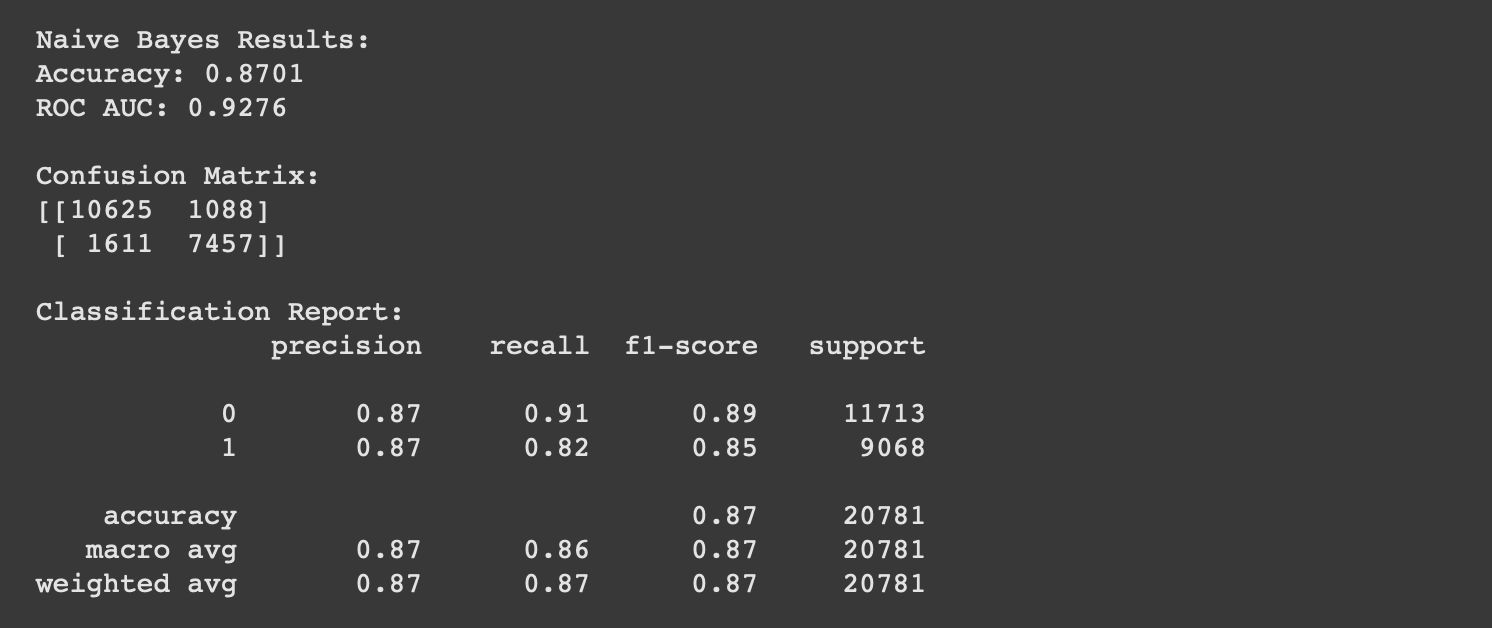 Naive Bayes Results:
Accuracy: 0.8701
ROC AUC: 0.9276
Confusion Matrix:
[[10625  1088]
 [ 1611  7457]]
Classification Report:
              precision    recall  f1-score   support
           0       0.87      0.91      0.89     11713
           1       0.87      0.82      0.85      9068
    accuracy                           0.87     20781
   macro avg       0.87      0.86      0.87     20781
weighted avg       0.87      0.87      0.87     20781